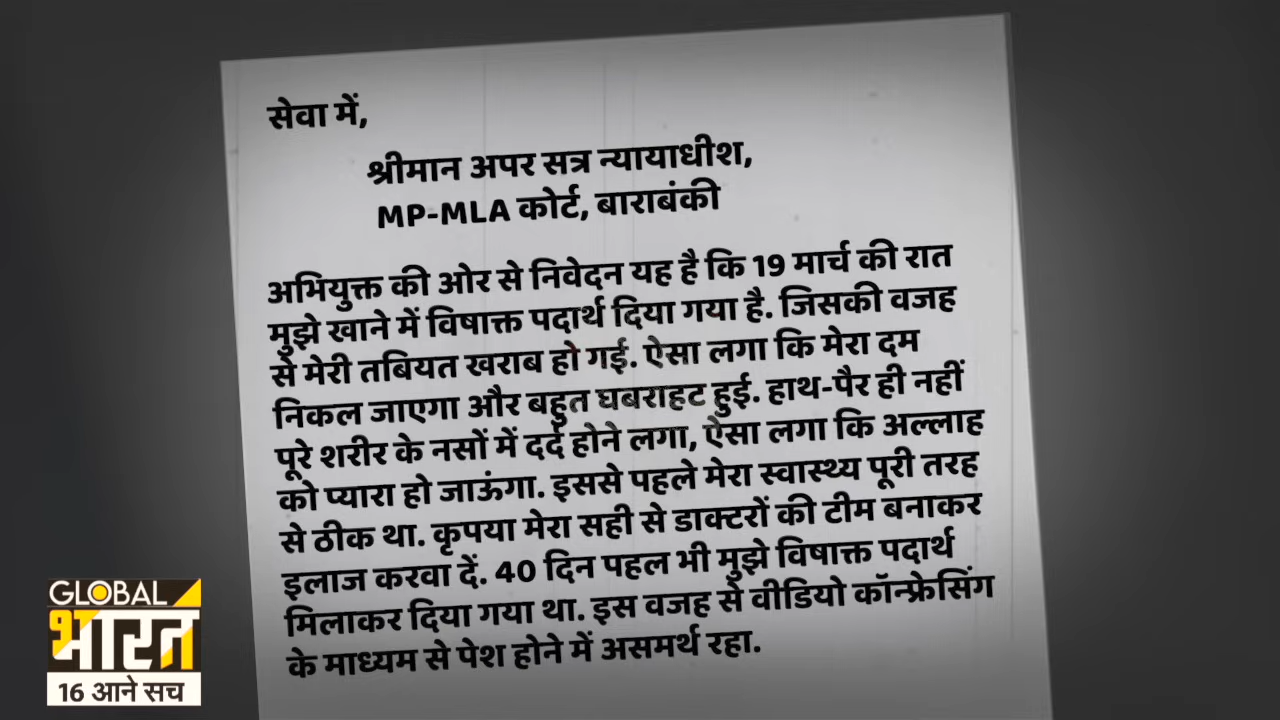 सेवा में,
श्रीमान अपर सत्र न्यायाधीश,
MP-MLA कोर्ट, बाराबंकी
अभियुक्त की ओर से निवेदन यह है कि 19 मार्च की रात
मुझे खाने में विषाक्त पदार्थ दिया गया है. जिसकी वजह
से मेरी तबियत खराब हो गई. ऐसा लगा कि मेरा दम
निकल जाएगा और बहुत घबराहट हुई. हाथ-पैर ही नहीं
पूरे शरीर के नसों में दर्द होने लगा, ऐसा लगा कि अल्लाह
को प्यारा हो जाऊंगा. इससे पहले मेरा स्वास्थ्य पूरी तरह
से ठीक था. कृपया मेरा सही से डाक्टरों की टीम बनाकर
इलाज करवा दें. 40 दिन पहल भी मुझे विषाक्त पदार्थ
मिलाकर दिया गया था. इस वजह से वीडियो कॉन्फ्रेसिंग
के माध्यम से पेश होने में असमर्थ रहा.
GLOBAL
भारत
16 आने सच